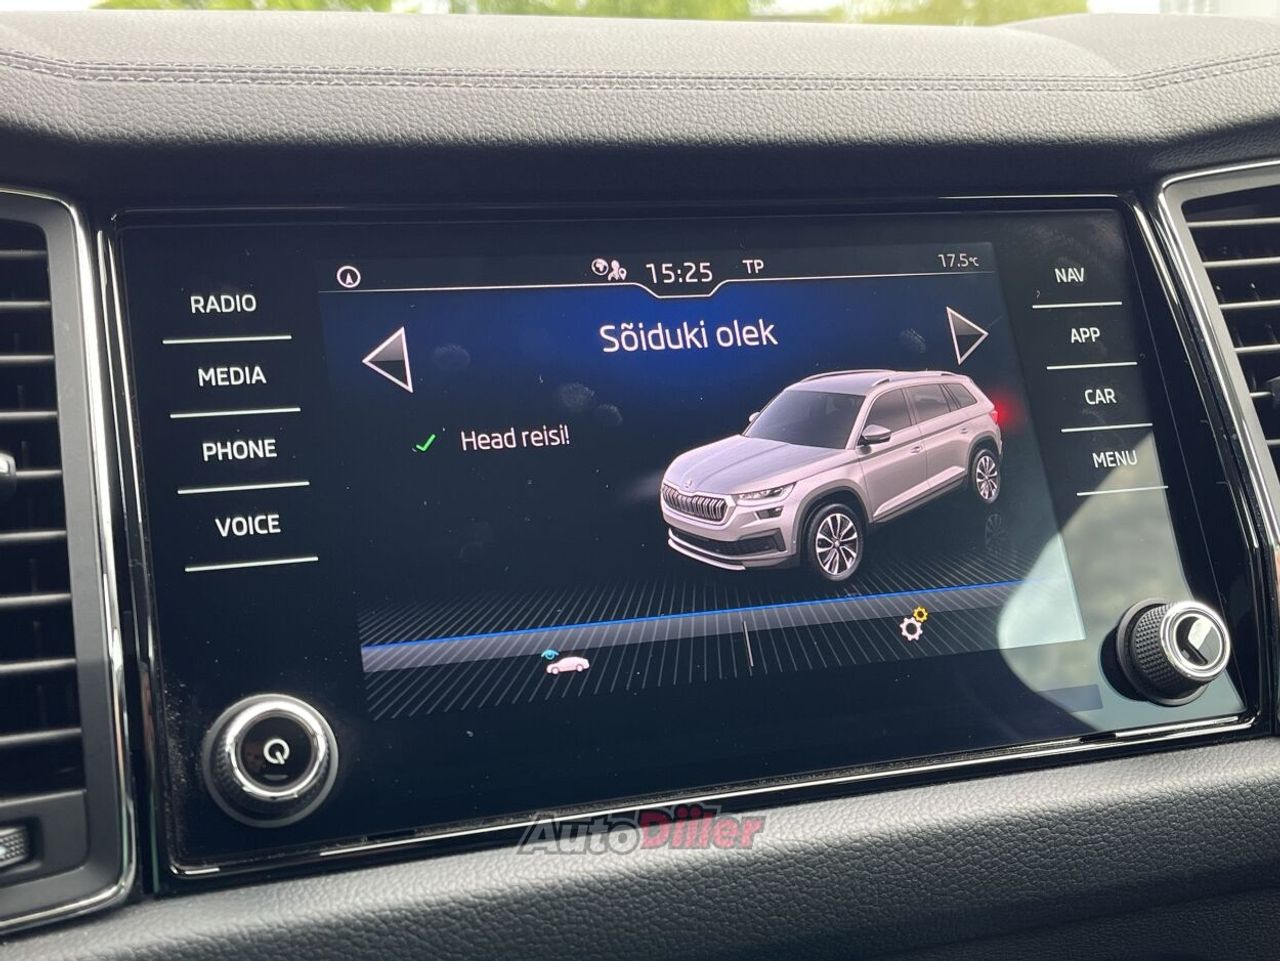 15:25
TP
17.5°C
RADIO
MEDIA
PHONE
VOICE
Sõiduki olek
Head reisi!
NAV
APP
CAR
MENU
AutoDiiler